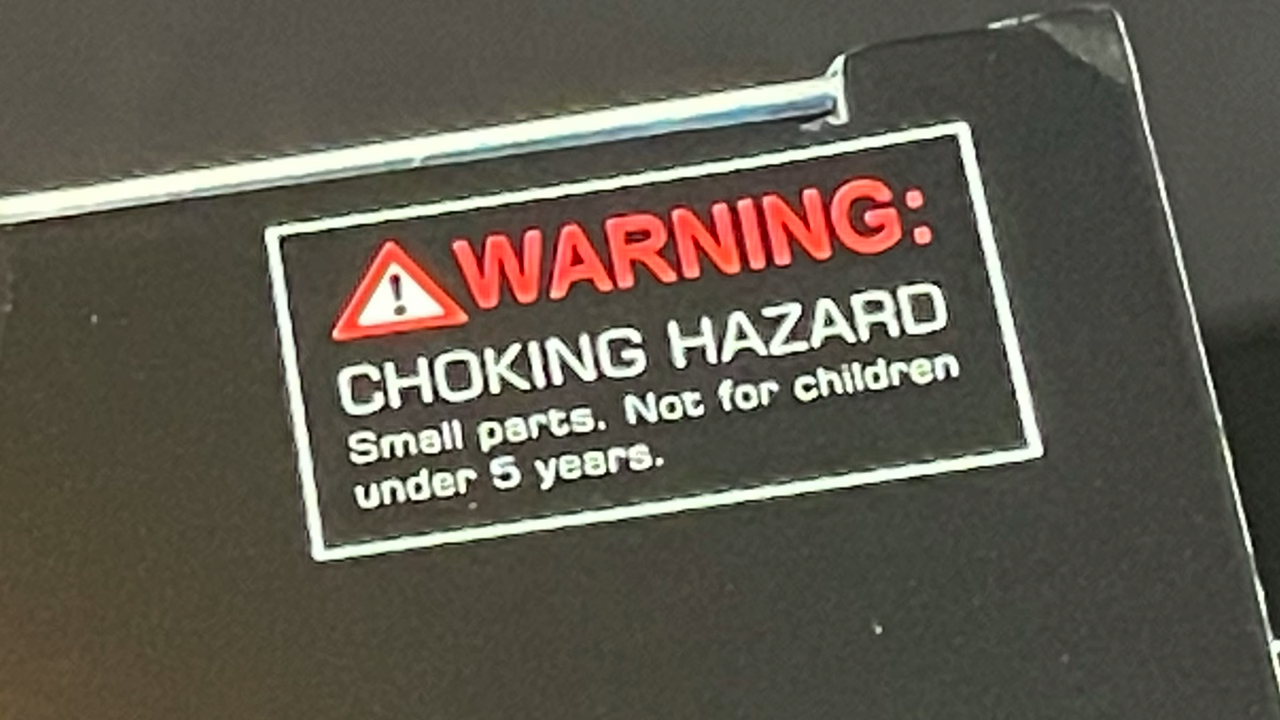 WARNING:
CHOKING HAZARD
Small parts. Not for children
under 5 years.